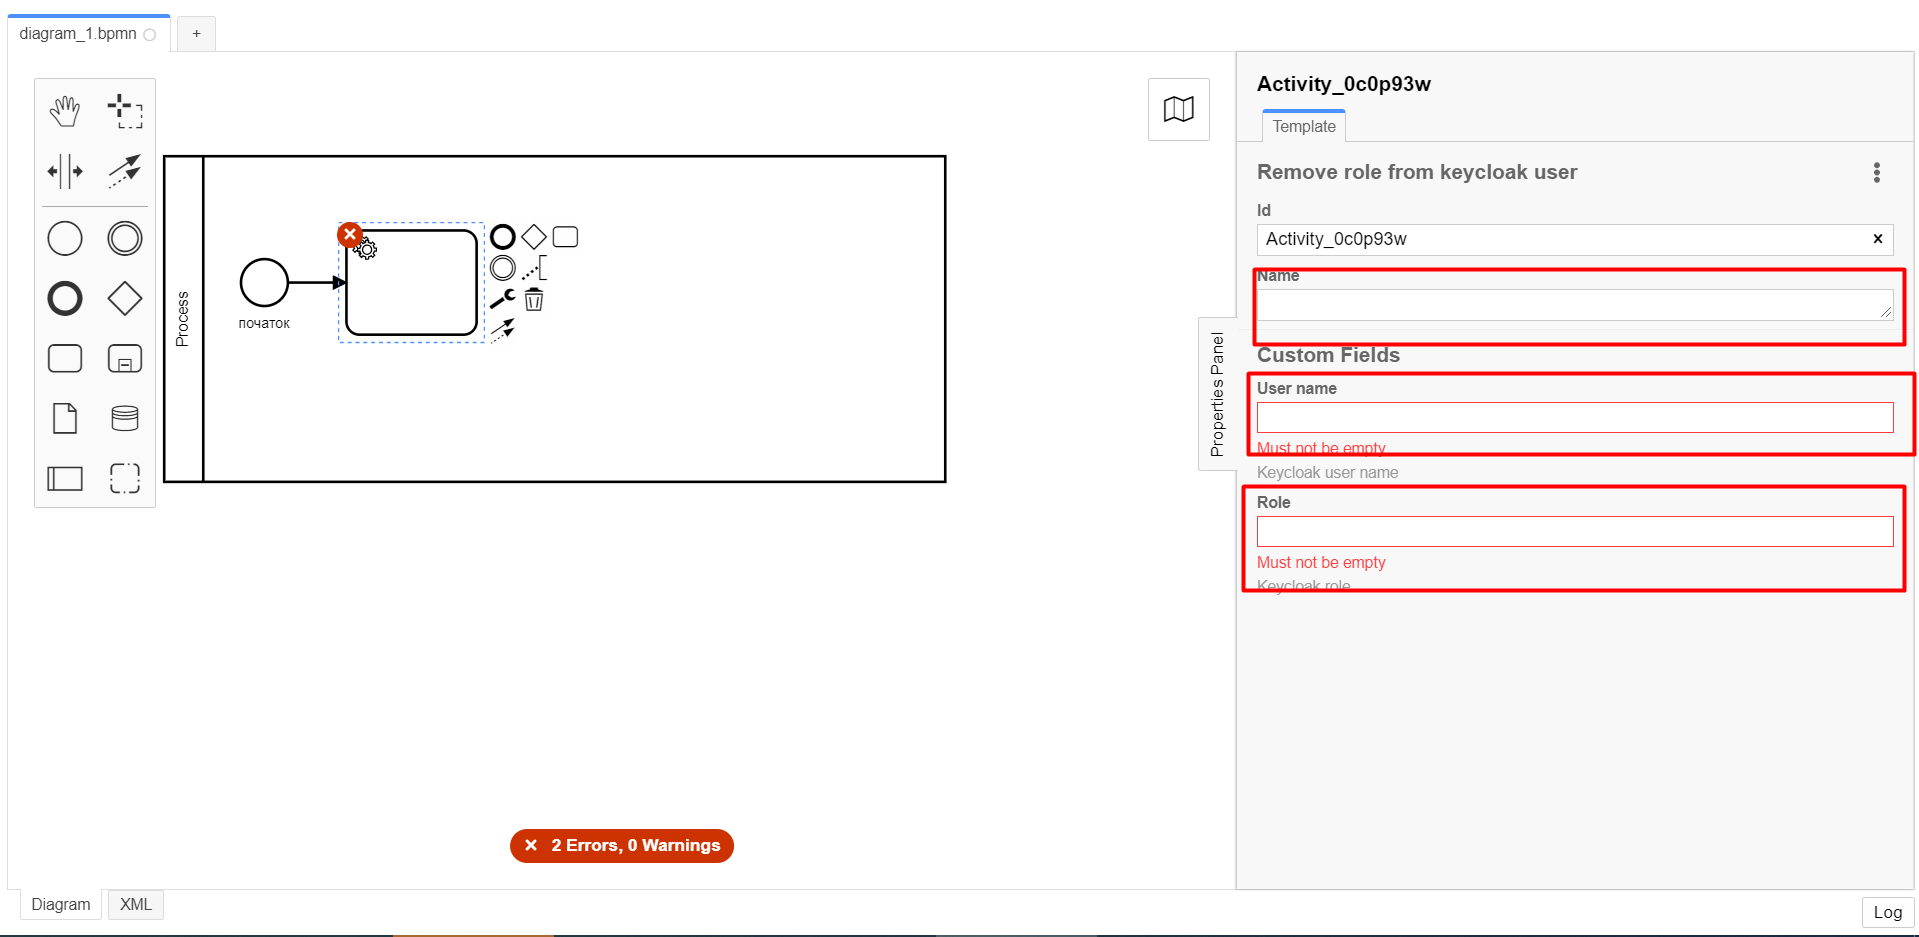 diagram_1.bpmn
+
Process
початок
2 Errors, 0 Warnings
Diagram
XML
Properties Panel
Activity_0c0p93w
Template
Remove role from keycloak user
Id
Activity_0c0p93w
Name
Custom Fields
User name
Must not be empty
Keycloak user name
Role
Must not be empty
Keycloak role
Log